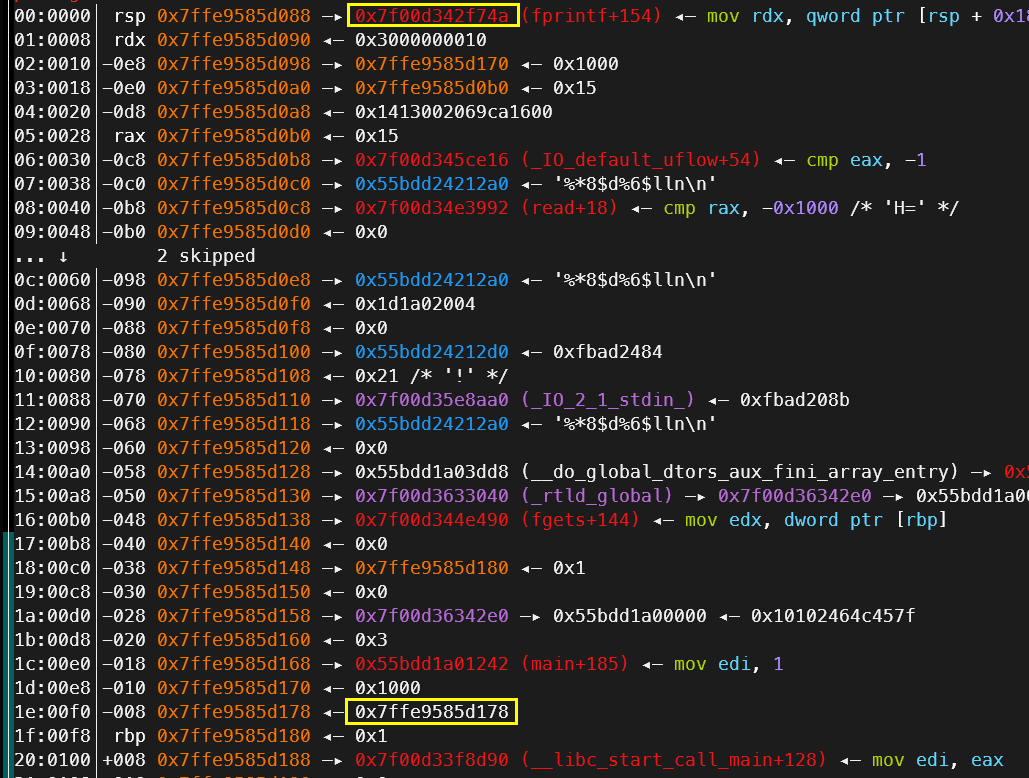 00:0000│ rsp 0x7ffe9585d088 —▸ 0x7f00d342f74a (fprintf+154) ◂— mov rdx, qword ptr [rsp + 0x18
01:0008│ rdx 0x7ffe9585d090 ◂— 0x3000000010
02:0010│-0e8 0x7ffe9585d098 —▸ 0x7ffe9585d170 ◂— 0x1000
03:0018│-0e0 0x7ffe9585d0a0 —▸ 0x7ffe9585d0b0 ◂— 0x15
04:0020│-0d8 0x7ffe9585d0a8 ◂— 0x1413002069ca1600
05:0028│ rax 0x7ffe9585d0b0 ◂— 0x15
06:0030│-0c8 0x7ffe9585d0b8 —▸ 0x7f00d345ce16 (_IO_default_uflow+54) ◂— cmp eax, -1
07:0038│-0c0 0x7ffe9585d0c0 —▸ 0x55bdd24212a0 ◂— '%*8$d%6$lln\n'
08:0040│-0b8 0x7ffe9585d0c8 —▸ 0x7f00d34e3992 (read+18) ◂— cmp rax, -0x1000 /* 'H=' */
09:0048│-0b0 0x7ffe9585d0d0 ◂— 0x0
... ↓ 2 skipped
0c:0060│-098 0x7ffe9585d0e8 —▸ 0x55bdd24212a0 ◂— '%*8$d%6$lln\n'
0d:0068│-090 0x7ffe9585d0f0 ◂— 0x1d1a02004
0e:0070│-088 0x7ffe9585d0f8 ◂— 0x0
0f:0078│-080 0x7ffe9585d100 —▸ 0x55bdd24212d0 ◂— 0xfbad2484
10:0080│-078 0x7ffe9585d108 ◂— 0x21 /* '!' */
11:0088│-070 0x7ffe9585d110 —▸ 0x7f00d35e8aa0 (_IO_2_1_stdin_) ◂— 0xfbad208b
12:0090│-068 0x7ffe9585d118 —▸ 0x55bdd24212a0 ◂— '%*8$d%6$lln\n'
13:0098│-060 0x7ffe9585d120 ◂— 0x0
14:00a0│-058 0x7ffe9585d128 —▸ 0x55bdd1a03dd8 (__do_global_dtors_aux_fini_array_entry) —▸
15:00a8│-050 0x7ffe9585d130 —▸ 0x7f00d3633040 (_rtld_global) —▸ 0x7f00d36342e0 —▸ 0x55bdd1a00
16:00b0│-048 0x7ffe9585d138 —▸ 0x7f00d344e490 (fgets+144) ◂— mov edx, dword ptr [rbp]
17:00b8│-040 0x7ffe9585d140 ◂— 0x0
18:00c0│-038 0x7ffe9585d148 —▸ 0x7ffe9585d180 ◂— 0x1
19:00c8│-030 0x7ffe9585d150 ◂— 0x0
1a:00d0│-028 0x7ffe9585d158 —▸ 0x7f00d36342e0 —▸ 0x55bdd1a00000 ◂— 0x10102464c457f
1b:00d8│-020 0x7ffe9585d160 ◂— 0x3
1c:00e0│-018 0x7ffe9585d168 —▸ 0x55bdd1a01242 (main+185) ◂— mov edi, 1
1d:00e8│-010 0x7ffe9585d170 ◂— 0x1000
1e:00f0│-008 0x7ffe9585d178 ◂— 0x7ffe9585d178
1f:00f8│ rbp 0x7ffe9585d180 ◂— 0x1
20:0100│+008 0x7ffe9585d188 —▸ 0x7f00d33f8d90 (__libc_start_call_main+128) ◂— mov edi, eax